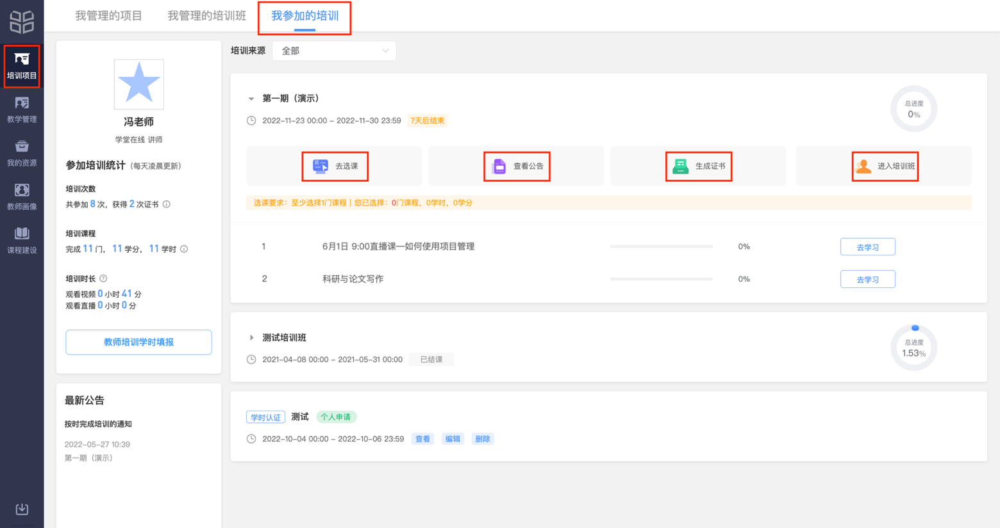 我管理的项目
我管理的培训班
我参加的培训
培训项目
教学管理
我的资源
教师画像
课程建设
冯老师
学堂在线 讲师
参加培训统计（每天凌晨更新）
培训次数
共参加 8 次，获得 2 次证书
培训课程
完成 11 门， 11 学分， 11 学时
培训时长
观看视频 0 小时 41 分
观看直播 0 小时 0 分
教师培训学时填报
最新公告
按时完成培训的通知
2022-05-27 10:39
第一期（演示）
培训来源
全部
第一期（演示）
2022-11-23 00:00 - 2022-11-30 23:59
7天后结束
总进度
0%
去选课
查看公告
生成证书
进入培训班
选课要求：至少选择1门课程 | 您已选择：0门课程，0学时，0学分
1 6月1日 9:00直播课—如何使用项目管理 0% 去学习
2 科研与论文写作 0% 去学习
测试培训班
2021-04-08 00:00 - 2021-05-31 00:00
已结课
总进度
1.53%
学时认证 测试 个人申请
2022-10-04 00:00 - 2022-10-06 23:59 查看 编辑 删除